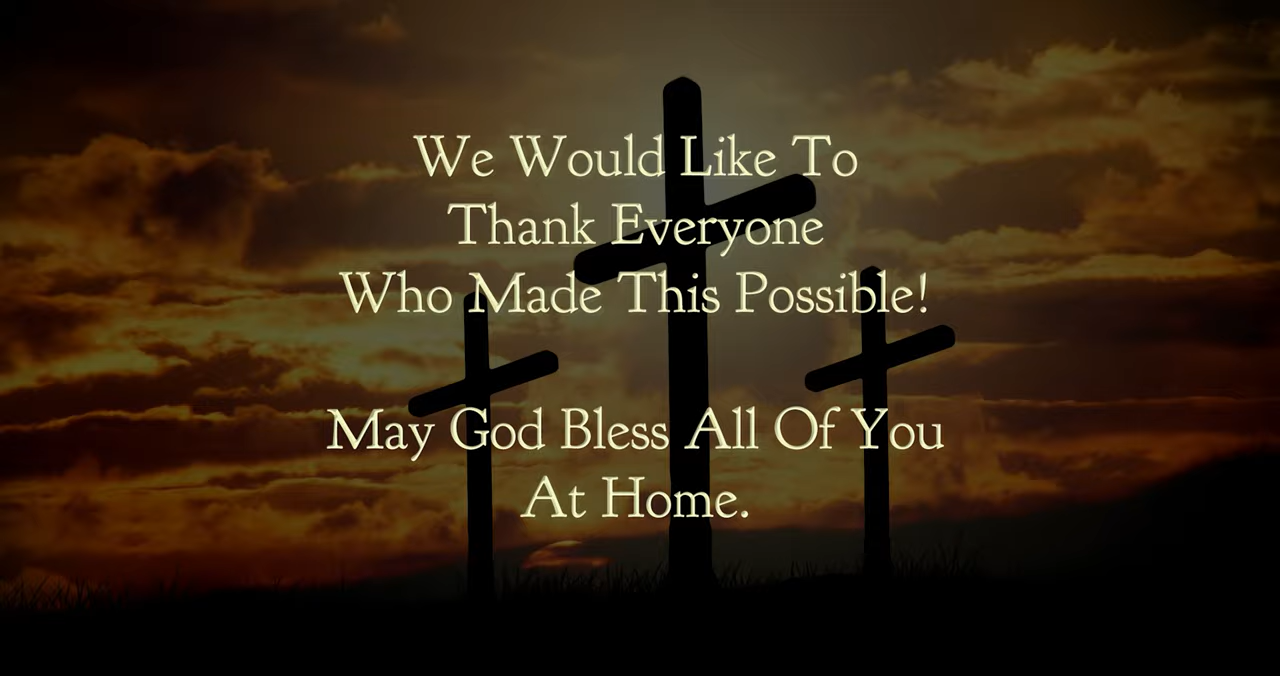 We Would Like To
Thank Everyone
Who Made This Possible!
May God Bless All Of You
At Home.